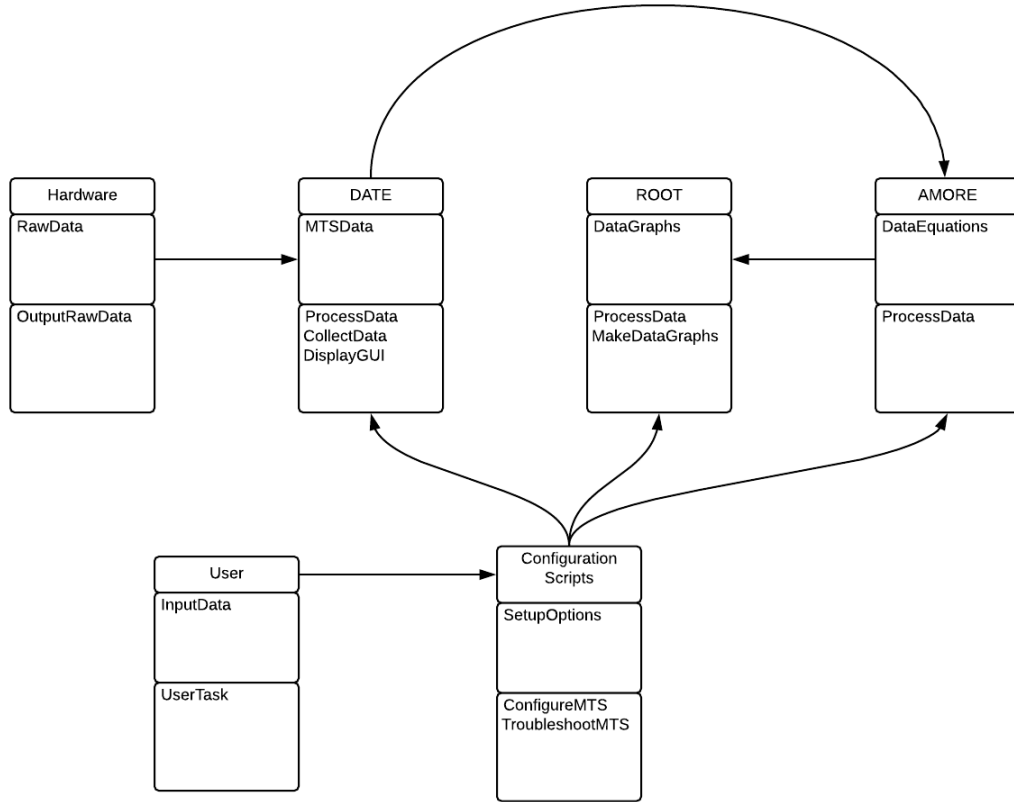 Hardware
RawData
OutputRawData
DATE
MTSData
ProcessData
CollectData
DisplayGUI
ROOT
DataGraphs
ProcessData
MakeDataGraphs
AMORE
DataEquations
ProcessData
User
InputData
UserTask
Configuration
Scripts
SetupOptions
ConfigureMTS
TroubleshootMTS